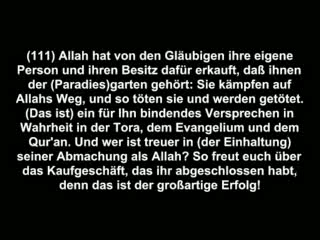 (111) Allah hat von den Gläubigen ihre eigene
Person und ihren Besitz dafür erkauft, daß ihnen
der (Paradies)garten gehört: Sie kämpfen auf
Allahs Weg, und so töten sie und werden getötet.
(Das ist) ein für Ihn bindendes Versprechen in
Wahrheit in der Tora, dem Evangelium und dem
Qur'an. Und wer ist treuer in (der Einhaltung)
seiner Abmachung als Allah? So freut euch über
das Kaufgeschäft, das ihr abgeschlossen habt,
denn das ist der großartige Erfolg!